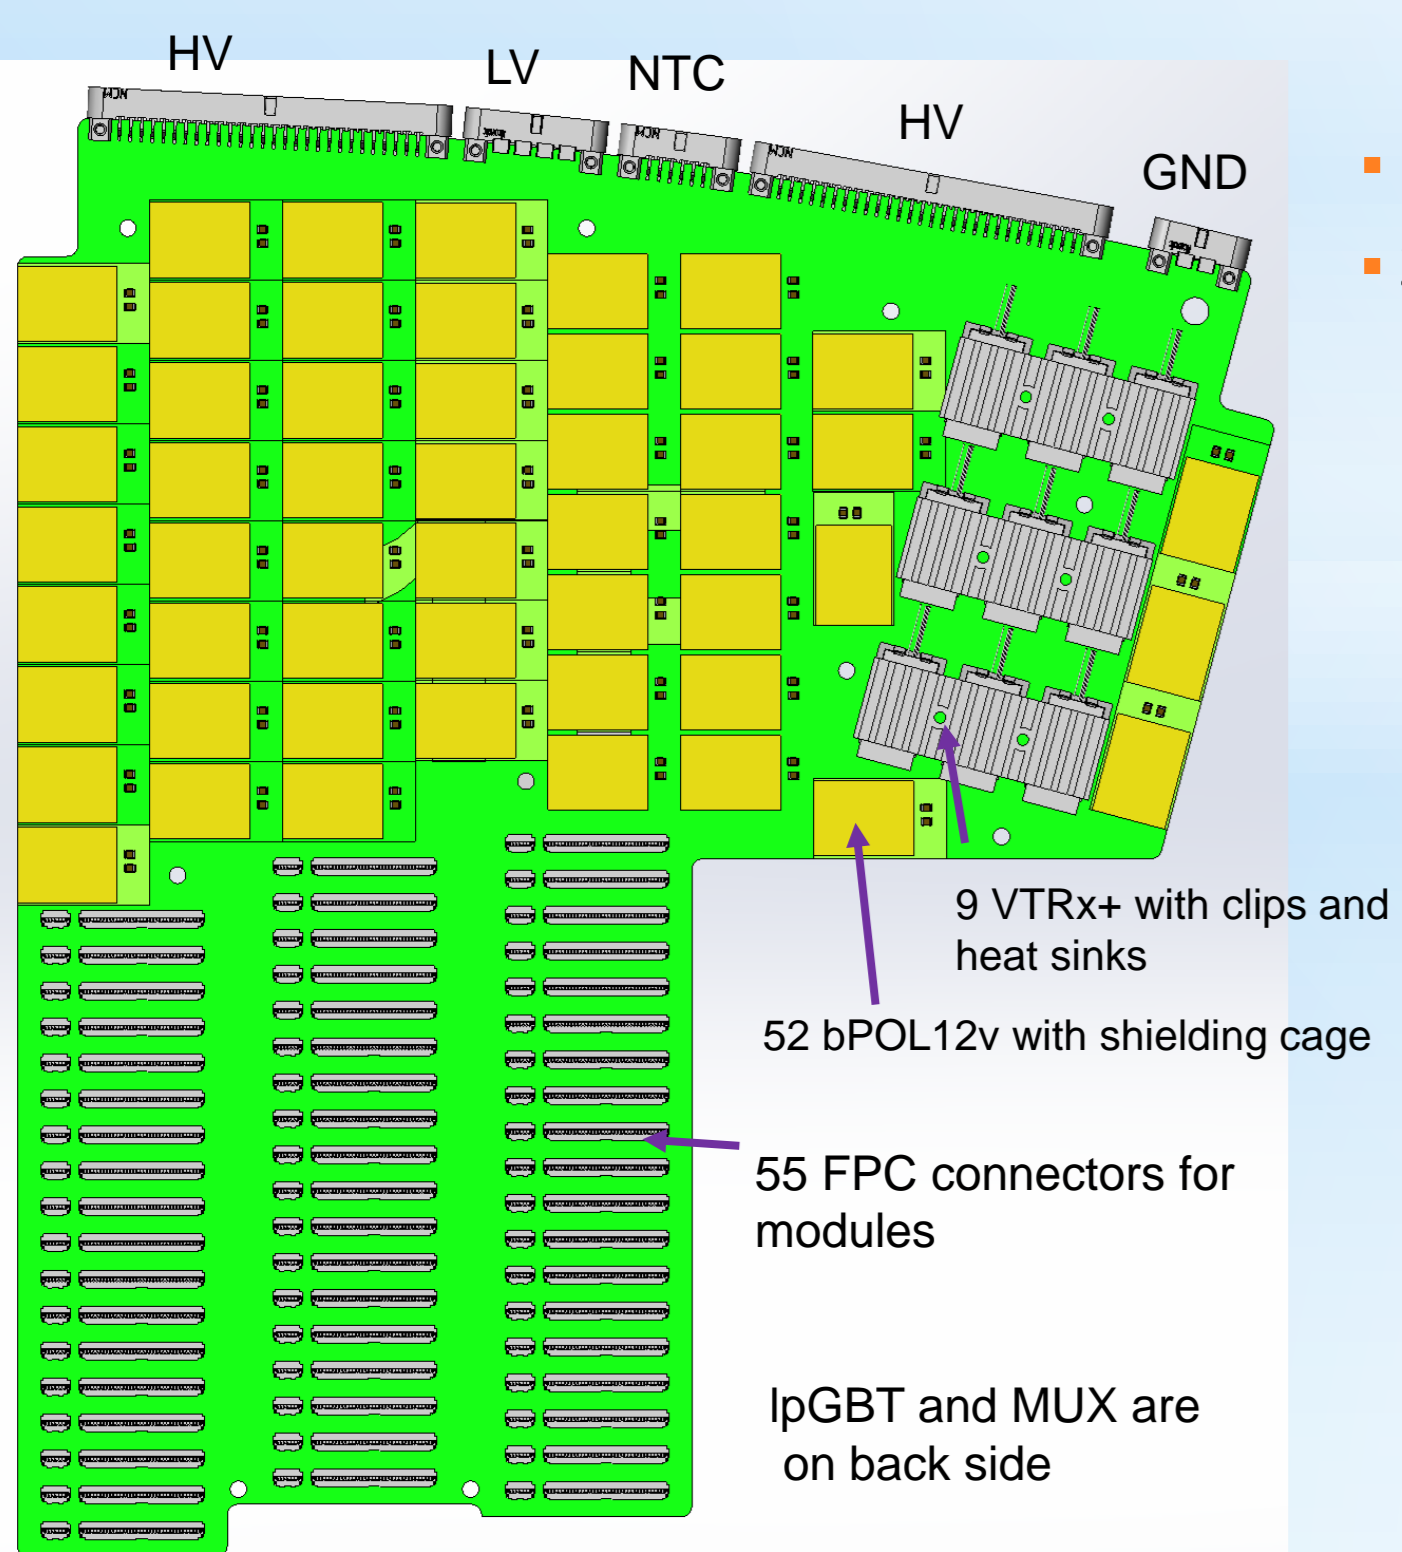 HV
LV
NTC
HV
GND
9 VTRx+ with clips and
heat sinks
52 bPOL12v with shielding cage
55 FPC connectors for
modules
lpGBT and MUX are
on back side